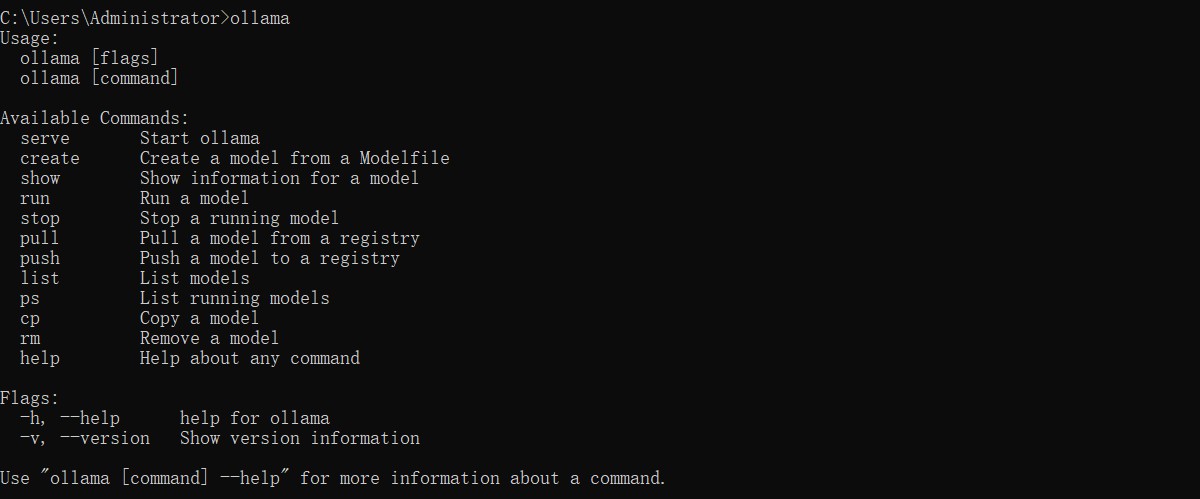 C:\Users\Administrator>ollama
Usage:
  ollama [flags]
  ollama [command]

Available Commands:
  serve       Start ollama
  create      Create a model from a Modelfile
  show        Show information for a model
  run         Run a model
  stop        Stop a running model
  pull        Pull a model from a registry
  push        Push a model to a registry
  list        List models
  ps          List running models
  cp          Copy a model
  rm          Remove a model
  help        Help about any command

Flags:
  -h, --help      help for ollama
  -v, --version   Show version information

Use "ollama [command] --help" for more information about a command.